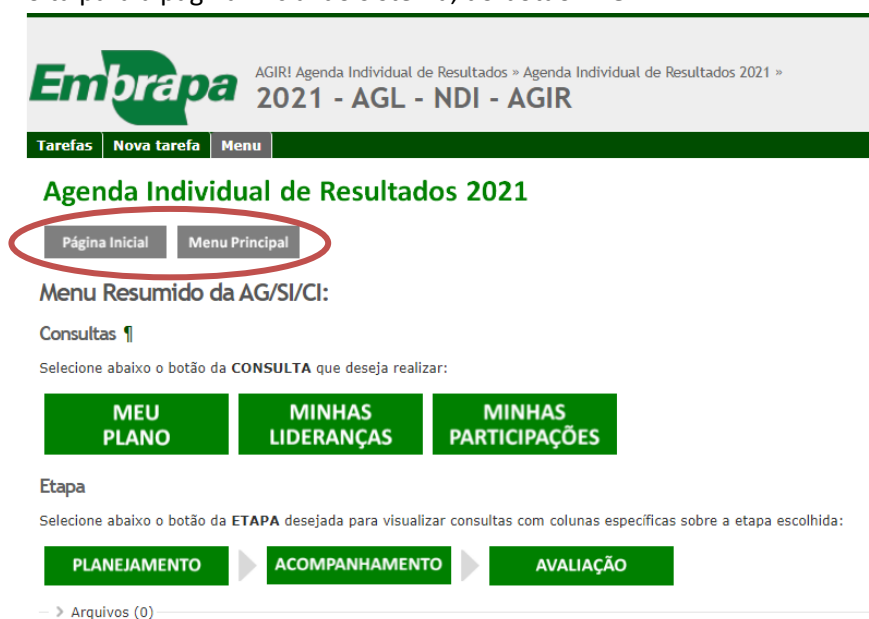 Embrapa
AGIR! Agenda Individual de Resultados » Agenda Individual de Resultados 2021 »
2021 - AGL - NDI - AGIR
Tarefas Nova tarefa Menu
Agenda Individual de Resultados 2021
Página Inicial Menu Principal
Menu Resumido da AG/SI/CI:
Consultas ¶
Selecione abaixo o botão da CONSULTA que deseja realizar:
MEU PLANO
MINHAS LIDERANÇAS
MINHAS PARTICIPAÇÕES
Etapa
Selecione abaixo o botão da ETAPA desejada para visualizar consultas com colunas específicas sobre a etapa escolhida:
PLANEJAMENTO ACOMPANHAMENTO AVALIAÇÃO
Arquivos (0)